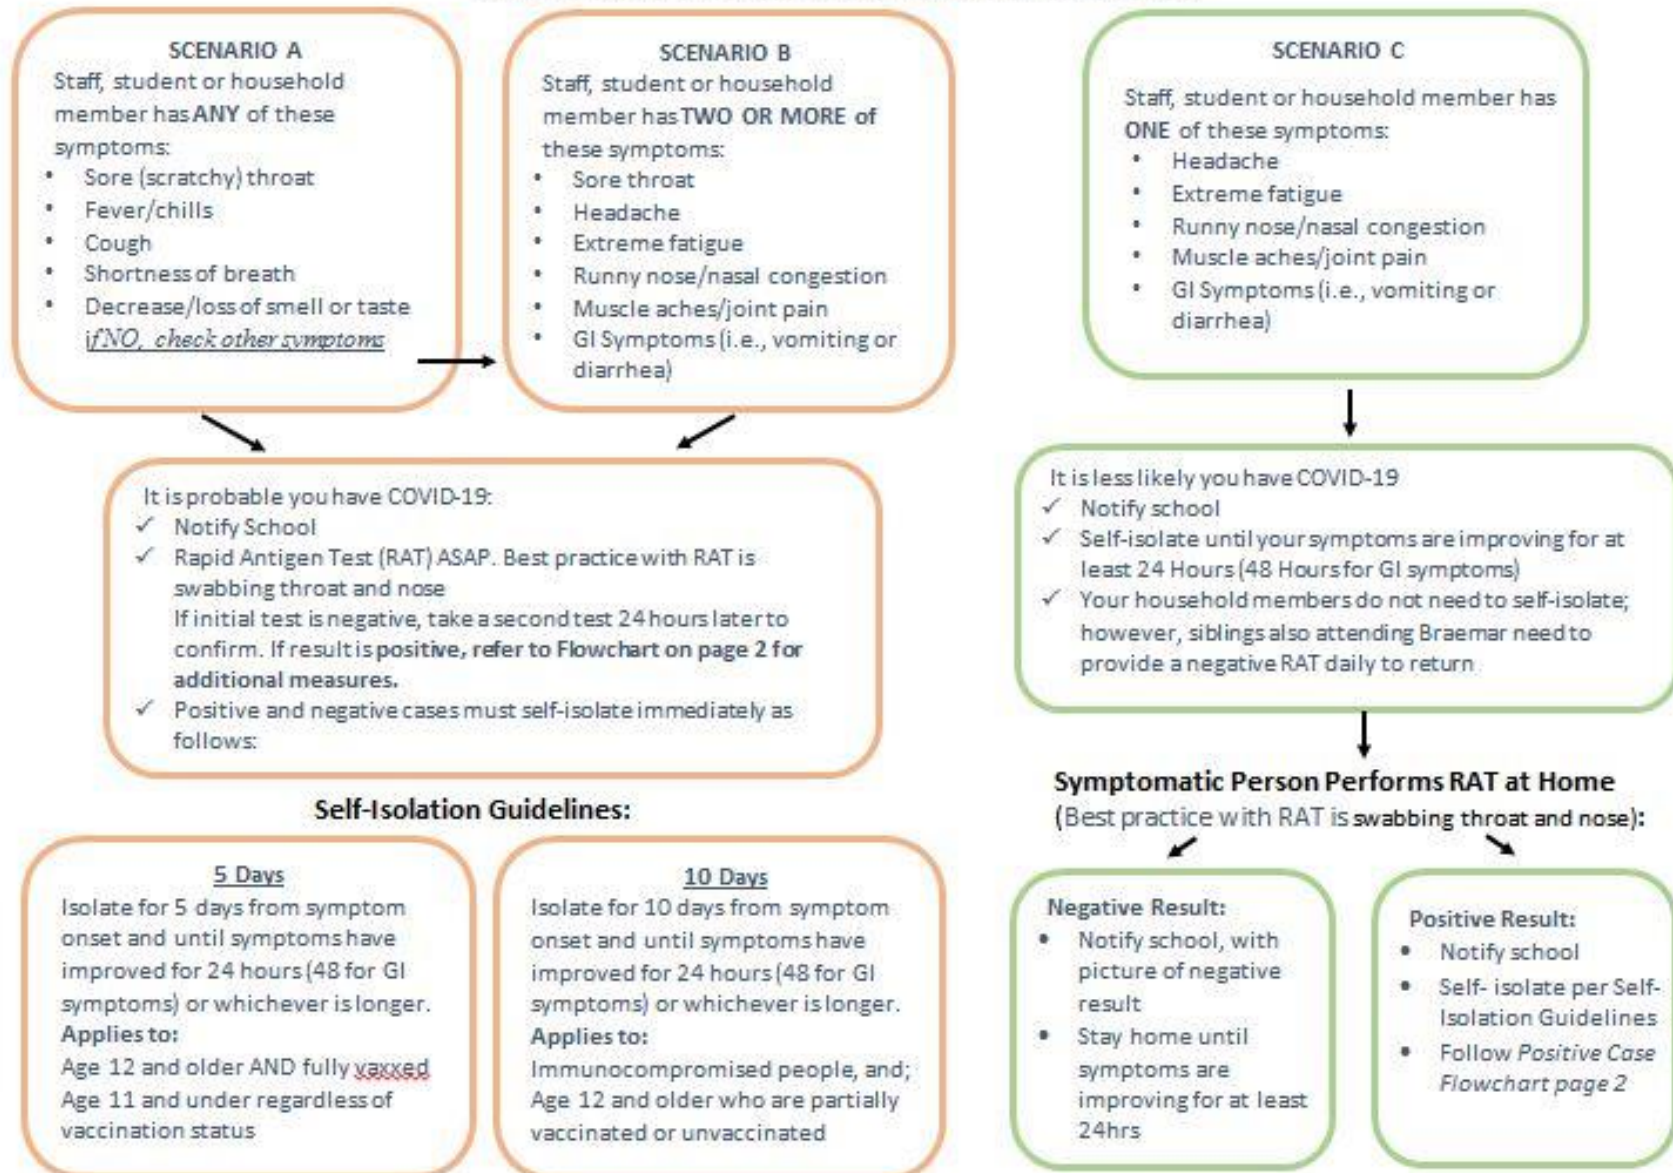 SCENARIO A
Staff, student or household
member has ANY of these
symptoms:
• Sore (scratchy) throat
• Fever/chills
• Cough
• Shortness of breath
• Decrease/loss of smell or taste
if NO, check other symptoms
SCENARIO B
Staff, student or household
member has TWO OR MORE of
these symptoms:
• Sore throat
• Headache
• Extreme fatigue
• Runny nose/nasal congestion
• Muscle aches/joint pain
• GI Symptoms (i.e., vomiting or
diarrhea)
SCENARIO C
Staff, student or household member has
ONE of these symptoms:
• Headache
• Extreme fatigue
• Runny nose/nasal congestion
• Muscle aches/joint pain
• GI Symptoms (i.e., vomiting or
diarrhea)
It is probable you have COVID-19:
✓ Notify School
✓ Rapid Antigen Test (RAT) ASAP. Best practice with RAT is
swabbing throat and nose
If initial test is negative, take a second test 24 hours later to
confirm. If result is positive, refer to Flowchart on page 2 for
additional measures.
✓ Positive and negative cases must self-isolate immediately as
follows:
It is less likely you have COVID-19
✓ Notify school
✓ Self-isolate until your symptoms are improving for at
least 24 Hours (48 Hours for GI symptoms)
✓ Your household members do not need to self-isolate;
however, siblings also attending Braemar need to
provide a negative RAT daily to return
Self-Isolation Guidelines:
5 Days
Isolate for 5 days from symptom
onset and until symptoms have
improved for 24 hours (48 for GI
symptoms) or whichever is longer.
Applies to:
Age 12 and older AND fully vaxxed
Age 11 and under regardless of
vaccination status
10 Days
Isolate for 10 days from symptom
onset and until symptoms have
improved for 24 hours (48 for GI
symptoms) or whichever is longer.
Applies to:
Immunocompromised people, and;
Age 12 and older who are partially
vaccinated or unvaccinated
Symptomatic Person Performs RAT at Home
(Best practice with RAT is swabbing throat and nose):
Negative Result:
• Notify school, with
picture of negative
result
• Stay home until
symptoms are
improving for at least
24hrs
Positive Result:
• Notify school
• Self- isolate per Self-
Isolation Guidelines
• Follow Positive Case
Flowchart page 2